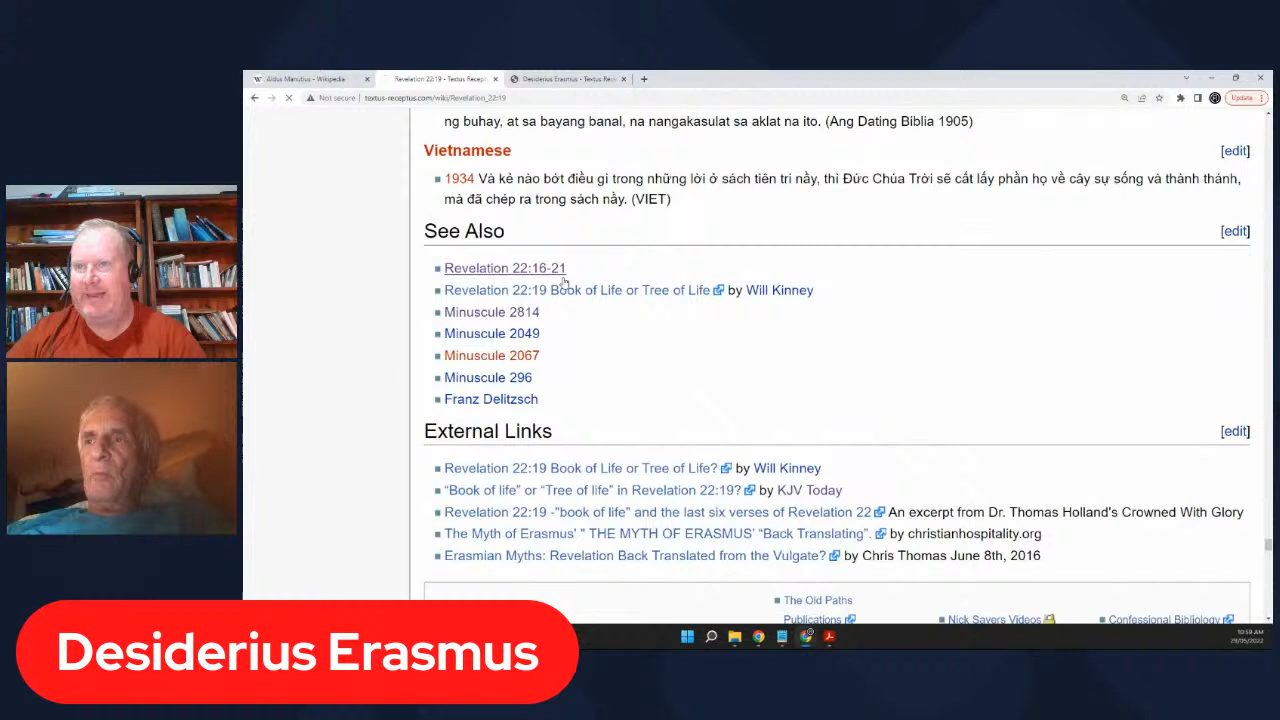 Aldus Manutius - Wikipedia
Revelation 22:19 - Textus Recept
Desiderius Erasmus - Textus Rec
Not secure
textus-receptus.com/wiki/Revelation_22:19
Update
ng buhay, at sa bayang banal, na nangakasulat sa aklat na ito. (Ang Dating Biblia 1905)
Vietnamese [edit]
1934 Và kẻ nào bớt điều gì trong những lời ở sách tiên tri nầy, thì Đức Chúa Trời sẽ cất lấy phần họ về cây sự sống và thành thánh,
mà đã chép ra trong sách nầy. (VIET)
See Also [edit]
Revelation 22:16-21
Revelation 22:19 Book of Life or Tree of Life by Will Kinney
Minuscule 2814
Minuscule 2049
Minuscule 2067
Minuscule 296
Franz Delitzsch
External Links [edit]
Revelation 22:19 Book of Life or Tree of Life? by Will Kinney
“Book of life” or “Tree of life” in Revelation 22:19? by KJV Today
Revelation 22:19 -"book of life" and the last six verses of Revelation 22 An excerpt from Dr. Thomas Holland's Crowned With Glory
The Myth of Erasmus' " THE MYTH OF ERASMUS’ “Back Translating”. by christianhospitality.org
Erasmian Myths: Revelation Back Translated from the Vulgate? by Chris Thomas June 8th, 2016
The Old Paths
Publications
Nick Sayers Videos
Confessional Bibliology
10:59 AM
29/05/2022
Desiderius Erasmus